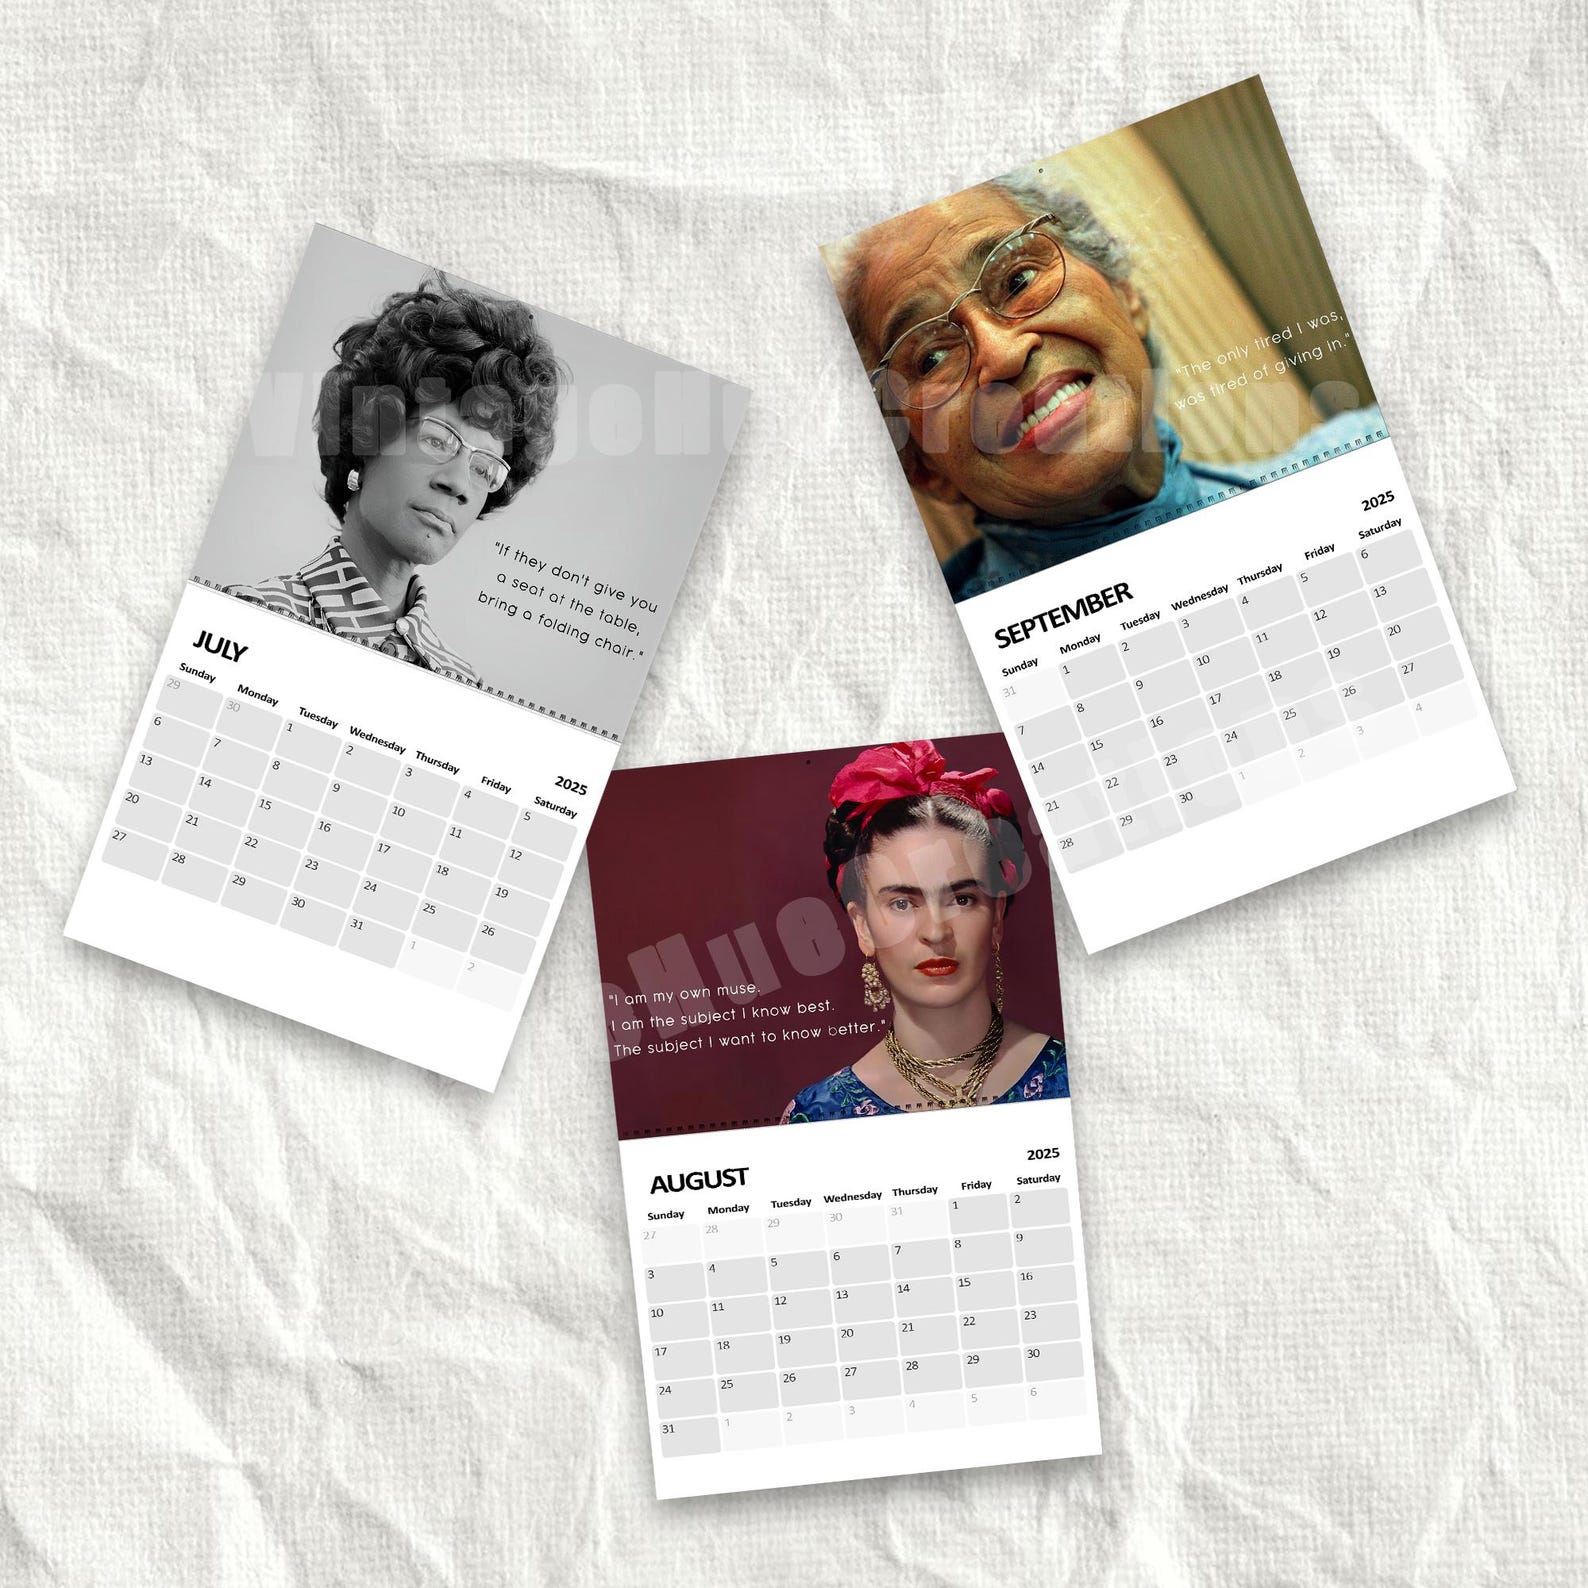 "If they don't give you
a seat at the table,
bring a folding chair."
JULY
2025
Sunday Monday Tuesday Wednesday Thursday Friday Saturday
29 30 1 2 3 4 5
6 7 8 9 10 11 12
13 14 15 16 17 18 19
20 21 22 23 24 25 26
27 28 29 30 31 1 2
"The only tired I was,
was tired of giving in."
SEPTEMBER
2025
Sunday Monday Tuesday Wednesday Thursday Friday Saturday
31 1 2 3 4 5 6
7 8 9 10 11 12 13
14 15 16 17 18 19 20
21 22 23 24 25 26 27
28 29 30 1 2 3 4
"I am my own muse.
I am the subject I know best.
The subject I want to know better."
AUGUST
2025
Sunday Monday Tuesday Wednesday Thursday Friday Saturday
27 28 29 30 31 1 2
3 4 5 6 7 8 9
10 11 12 13 14 15 16
17 18 19 20 21 22 23
24 25 26 27 28 29 30
31 1 2 3 4 5 6